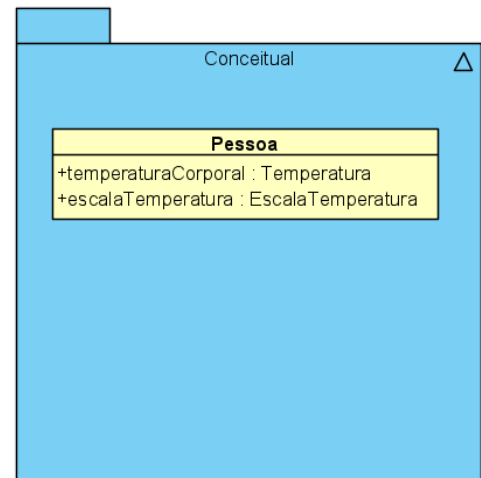 Conceitual
Pessoa
+temperaturaCorporal : Temperatura
+escalaTemperatura : EscalaTemperatura